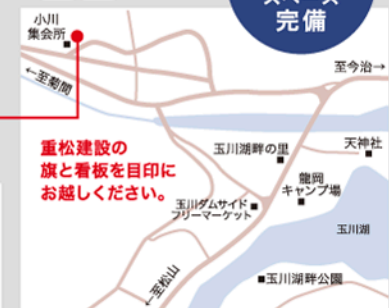 スペース
完備
小川
集会所
←至菊間
至今治→
重松建設の
旗と看板を目印に
お越しください。
玉川湖畔の里
天神社
龍岡
キャンプ場
玉川ダムサイド
フリーマーケット
玉川湖
←至松山
玉川湖畔公園